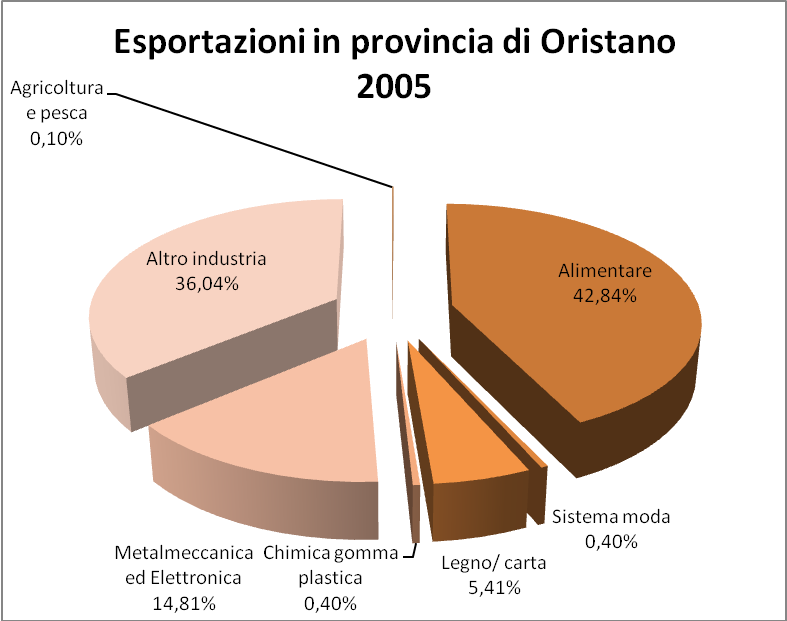 Esportazioni in provincia di Oristano
2005
Agricoltura
e pesca
0,10%
Altro industria
36,04%
Alimentare
42,84%
Sistema moda
0,40%
Legno/ carta
5,41%
Chimica gomma
plastica
0,40%
Metalmeccanica
ed Elettronica
14,81%